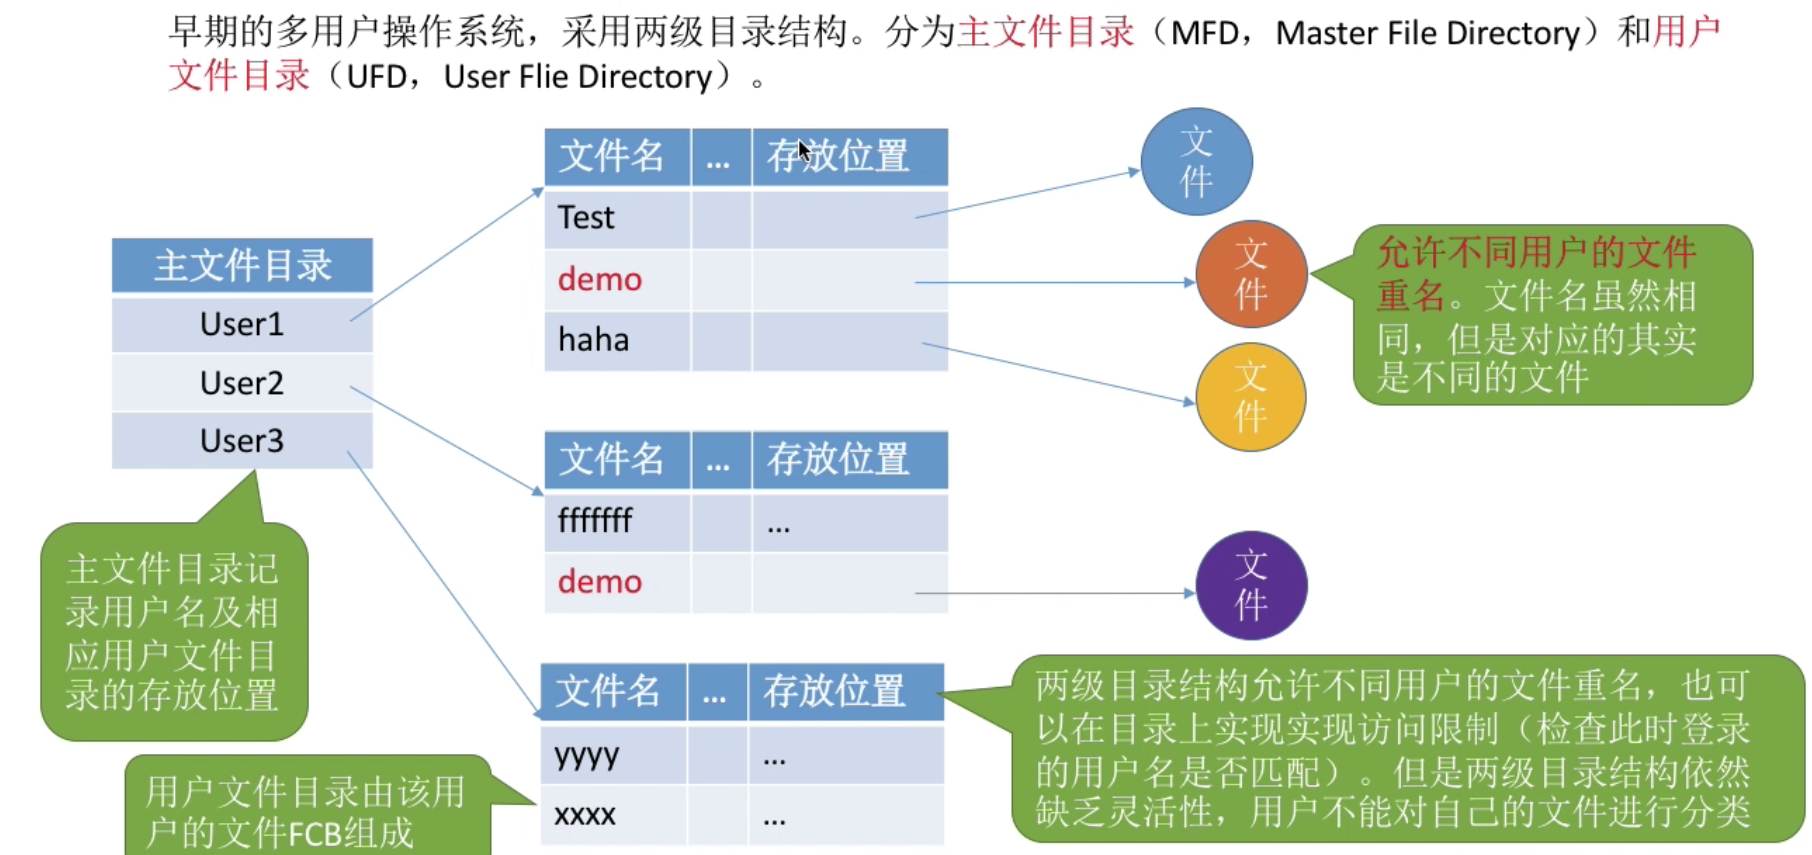 早期的多用户操作系统，采用两级目录结构。分为主文件目录（MFD，Master File Directory）和用户
文件目录（UFD，User Flie Directory）。
主文件目录
User1
User2
User3
主文件目录记
录用户名及相
应用户文件目
录的存放位置
用户文件目录由该用
户的文件FCB组成
文件名 ... 存放位置
Test
demo
haha
文件名 ... 存放位置
fffffff ...
demo
文件名 ... 存放位置
yyyy ...
xxxx ...
文
件
文
件
文
件
文
件
允许不同用户的文件
重名。文件名虽然相
同，但是对应的其实
是不同的文件
两级目录结构允许不同用户的文件重名，也可
以在目录上实现实现访问限制（检查此时登录
的用户名是否匹配）。但是两级目录结构依然
缺乏灵活性，用户不能对自己的文件进行分类